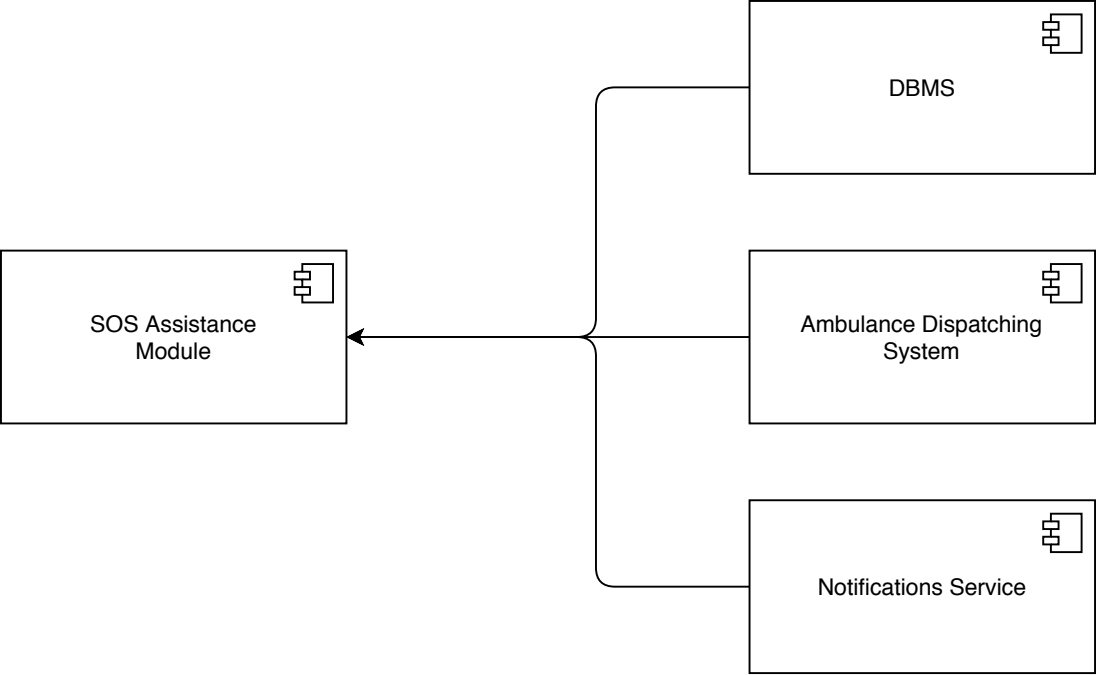 DBMS
SOS Assistance
Module
Ambulance Dispatching
System
Notifications Service